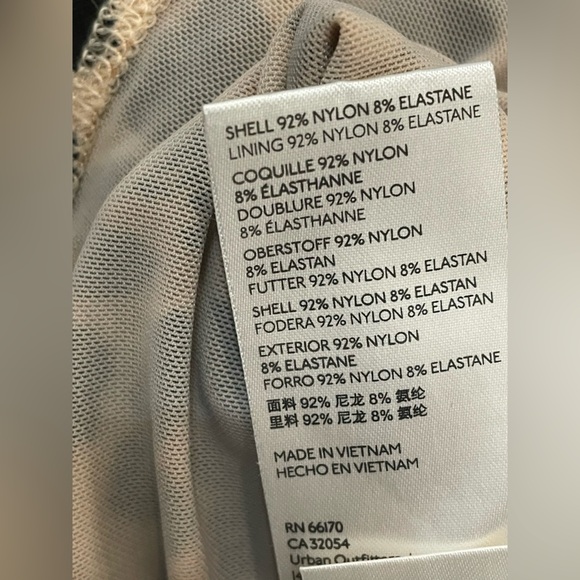 SHELL 92% NYLON 8% ELASTANE
LINING 92% NYLON 8% ELASTANE
COQUILLE 92% NYLON
8% ÉLASTHANNE
DOUBLURE 92% NYLON
8% ÉLASTHANNE
OBERSTOFF 92% NYLON
8% ELASTAN
FUTTER 92% NYLON 8% ELASTAN
SHELL 92% NYLON 8% ELASTAN
FODERA 92% NYLON 8% ELASTAN
EXTERIOR 92% NYLON
8% ELASTANE
FORRO 92% NYLON 8% ELASTANE
面料 92% 尼龙 8% 氨纶
里料 92% 尼龙 8% 氨纶
MADE IN VIETNAM
HECHO EN VIETNAM
RN 66170
CA 32054
Urban